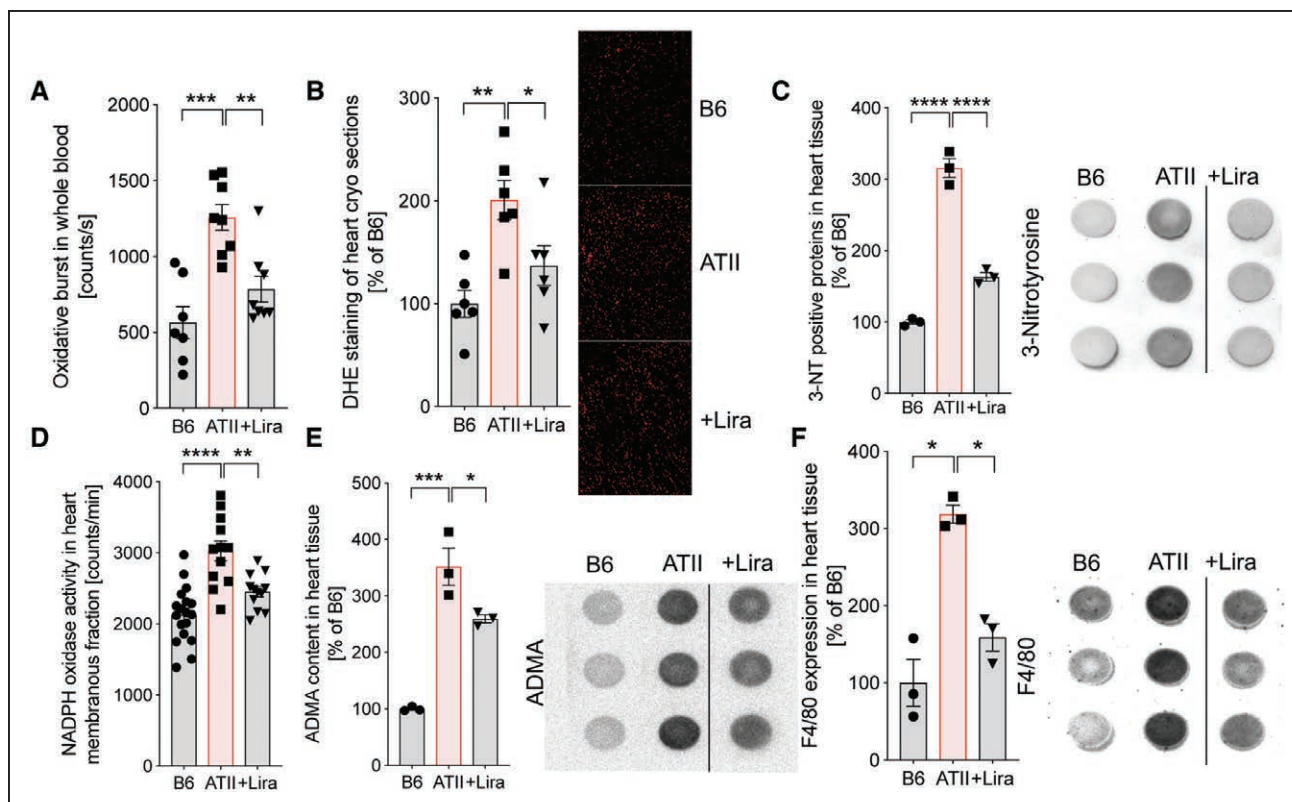 A
Oxidative burst in whole blood
[counts/s]
2000
1500
1000
500
0
***
**
B6
ATII
+Lira
B
DHE staining of heart cryo sections
[% of B6]
300
200
100
0
**
*
B6
ATII
+Lira
B6
ATII
+Lira
C
3-NT positive proteins in heart tissue
[% of B6]
400
300
200
100
0
****
****
B6
ATII
+Lira
3-Nitrotyrosine
B6
ATII
+Lira
D
NADPH oxidase activity in heart
membranous fraction [counts/min]
4000
3000
2000
1000
0
****
**
B6
ATII
+Lira
E
ADMA content in heart tissue
[% of B6]
500
400
350
300
250
200
150
100
50
0
***
*
B6
ATII
+Lira
ADMA
B6
ATII
+Lira
F
F4/80 expression in heart tissue
[% of B6]
400
300
200
100
0
*
*
B6
ATII
+Lira
F4/80
B6
ATII
+Lira